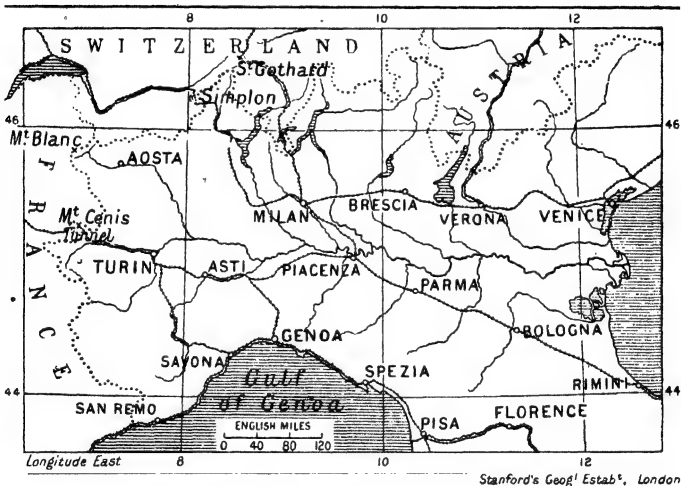 8 10 12
SWITZERLAND
AUSTRIA
St Gothard
Simplon
46 46
Mt Blanc
AOSTA
FRANCE
Mt Cenis
Tunnel
MILAN
BRESCIA
VERONA
VENICE
TURIN
ASTI
PIACENZA
PARMA
BOLOGNA
GENOA
SAVONA
SPEZIA
RIMINI
Gulf
of Genoa
44 44
SAN REMO
PISA
FLORENCE
ENGLISH MILES
0 40 80 120
Longitude East
8 10 12
Stanford's Geogl Estabt, London